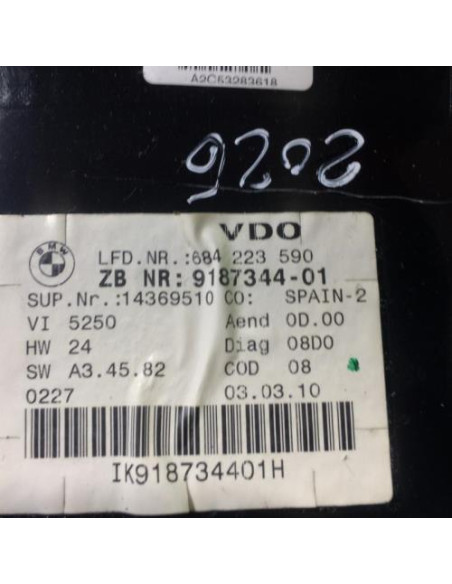 A2C53283618
9202
VDO
BMW
LFD.NR.:684 223 590
ZB NR: 9187344-01
SUP.Nr.:14369510 CO: SPAIN-2
VI 5250 Aend 0D.00
HW 24 Diag 08D0
SW A3.45.82 COD 08
0227 03.03.10
IK918734401H